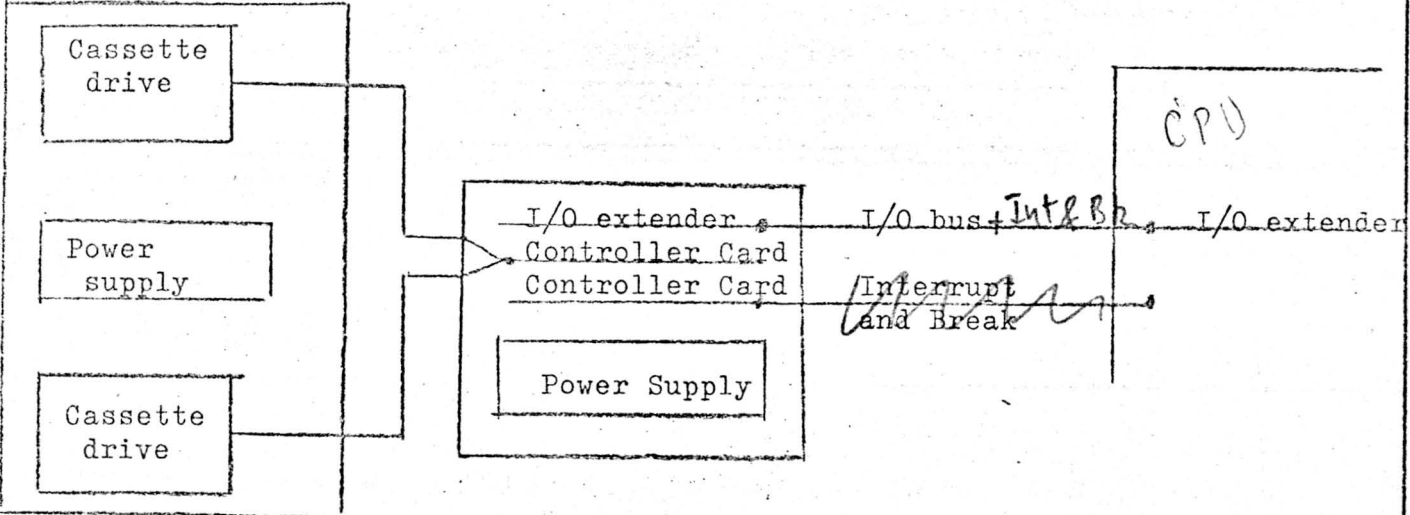 Cassette
drive
Power
supply
Cassette
drive
I/O extender
Controller Card
Controller Card
Power Supply
I/O bus + Int & BR
Interrupt
and Break
CPU
I/O extender